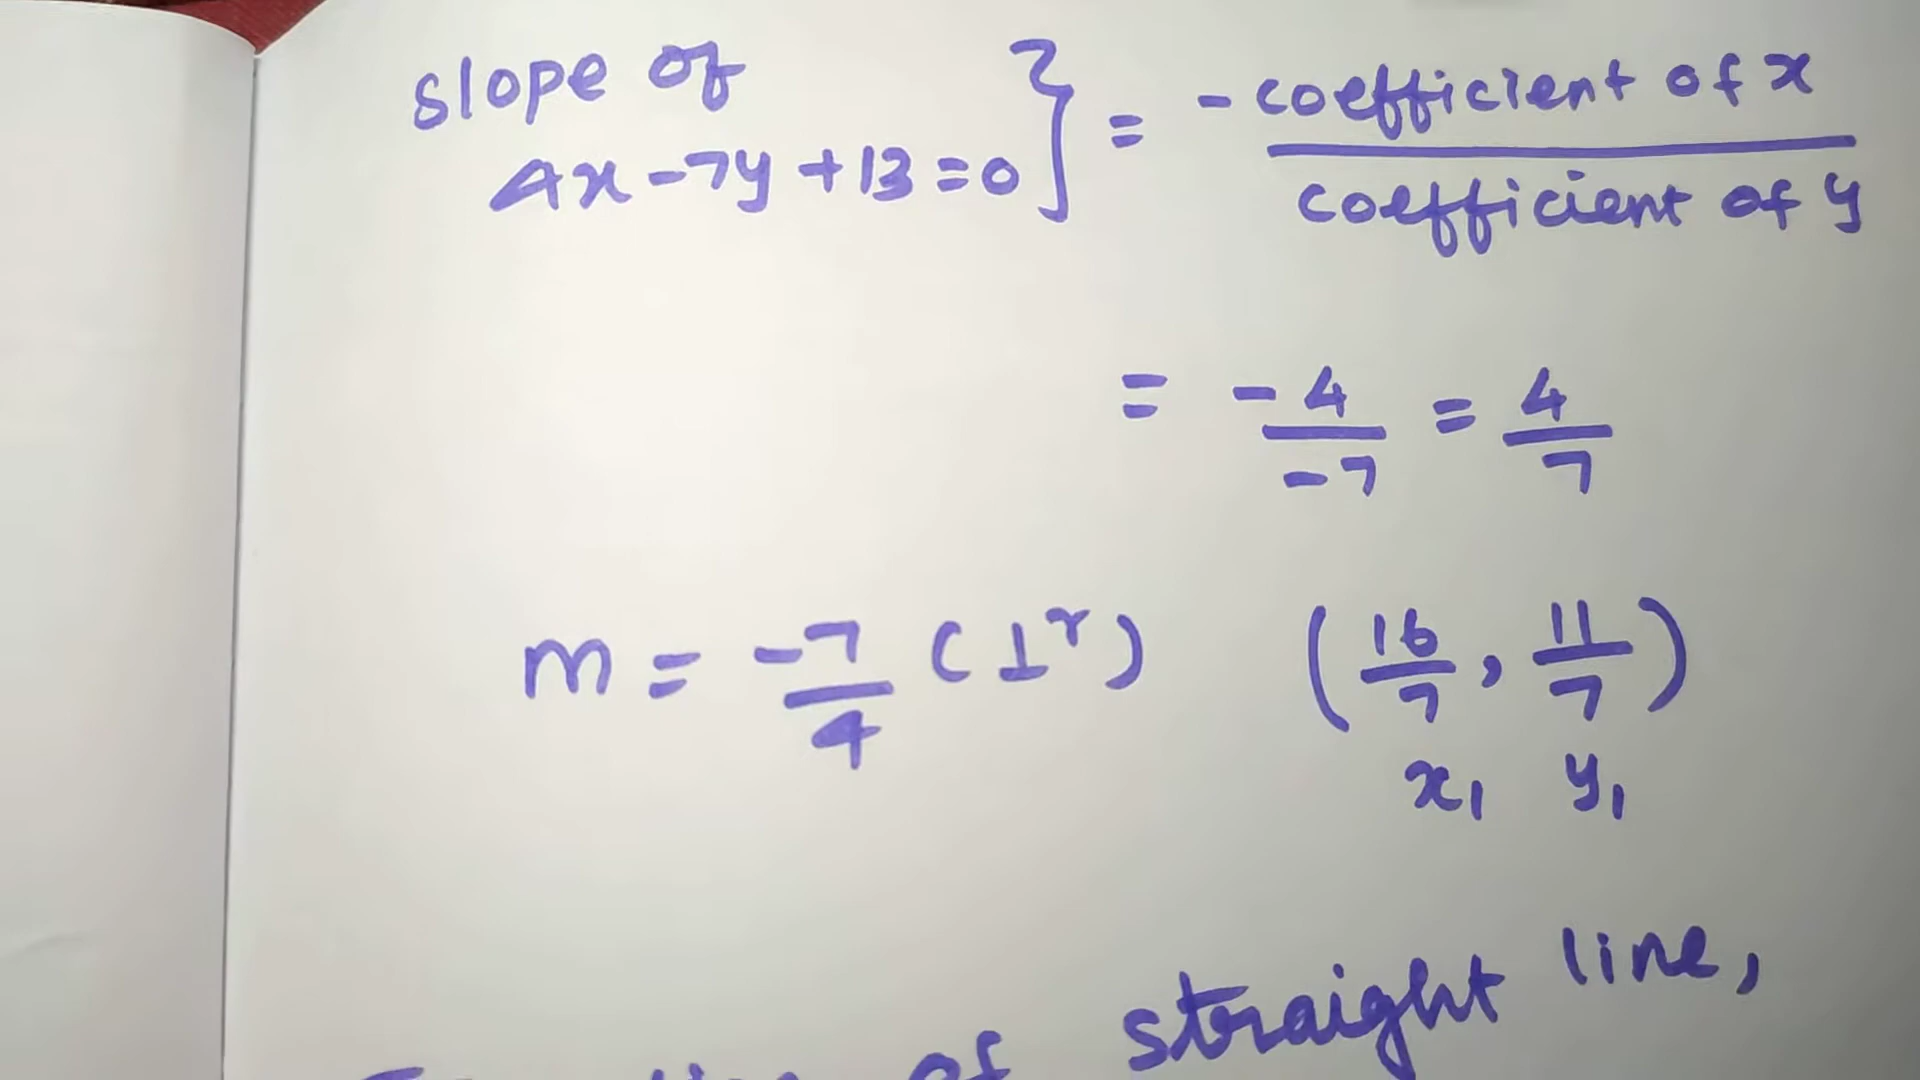 slope of
4x - 7y + 13 = 0 } = - coefficient of x / coefficient of y
= - 4 / -7 = 4 / 7
m = -7 / 4 (⊥r) (16/7, 11/7)
x1 y1
of straight line,